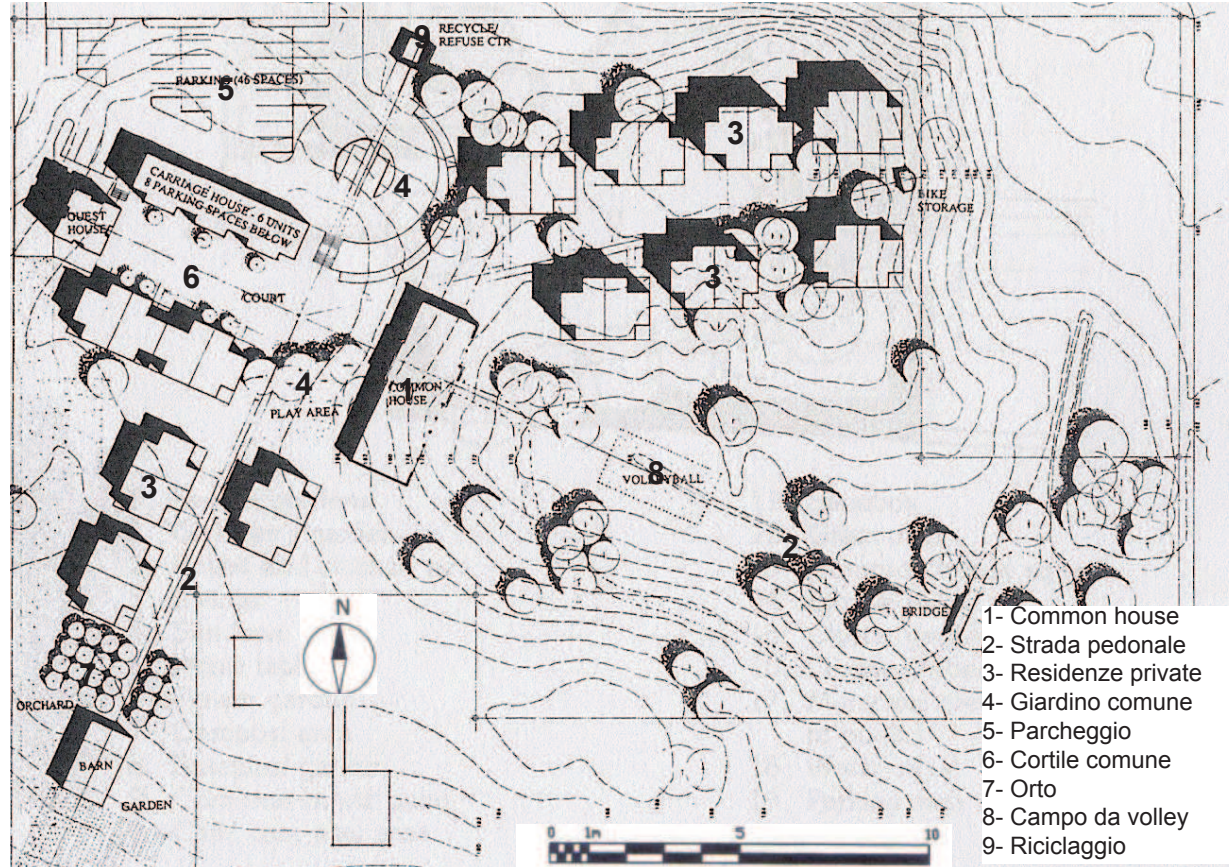 9
RECYCLE/
REFUSE CTR
PARKING (46 SPACES)
5
3
4
CARRIAGE HOUSE - 6 UNITS
8 PARKING SPACES BELOW
BIKE
STORAGE
GUEST
HOUSE
6
3
COURT
4
1
COMMON
HOUSE
PLAY AREA
8
VOLLEYBALL
3
2
2
BRIDGE
N
7
ORCHARD
BARN
GARDEN
0 1m 5 10
1- Common house
2- Strada pedonale
3- Residenze private
4- Giardino comune
5- Parcheggio
6- Cortile comune
7- Orto
8- Campo da volley
9- Riciclaggio